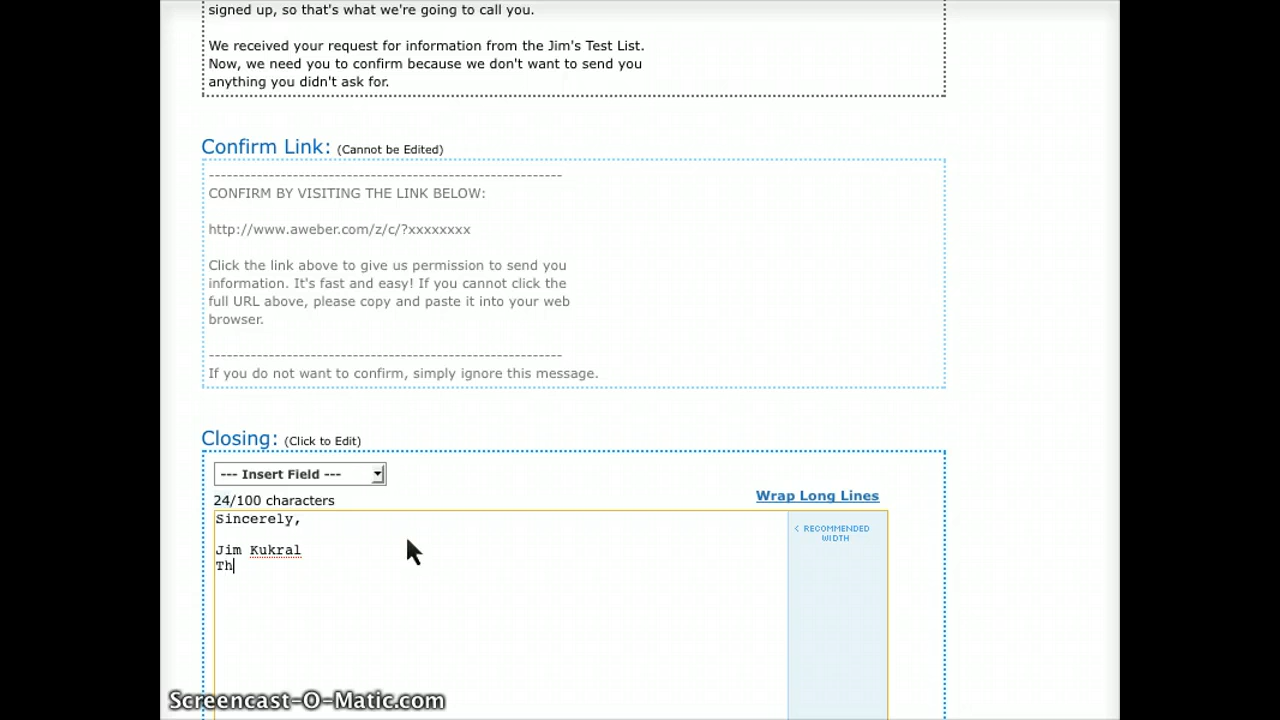 signed up, so that's what we're going to call you.
We received your request for information from the Jim's Test List.
Now, we need you to confirm because we don't want to send you
anything you didn't ask for.
Confirm Link: (Cannot be Edited)
------------------------------------------------------------
CONFIRM BY VISITING THE LINK BELOW:
http://www.aweber.com/z/c/?xxxxxxxx
Click the link above to give us permission to send you
information. It's fast and easy! If you cannot click the
full URL above, please copy and paste it into your web
browser.
------------------------------------------------------------
If you do not want to confirm, simply ignore this message.
Closing: (Click to Edit)
--- Insert Field ---
24/100 characters
Wrap Long Lines
Sincerely,
< RECOMMENDED
WIDTH
Jim Kukral
Th
Screencast-O-Matic.com